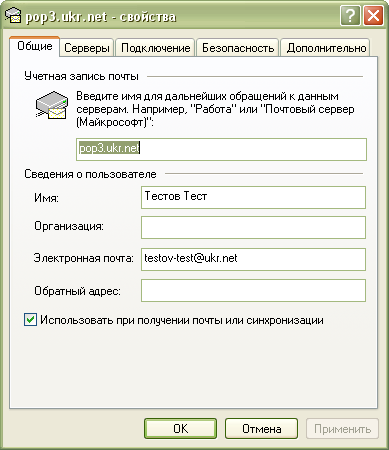 pop3.ukr.net - свойства
Общие Серверы Подключение Безопасность Дополнительно
Учетная запись почты
Введите имя для дальнейших обращений к данным
серверам. Например, "Работа" или "Почтовый сервер
(Майкрософт)":
pop3.ukr.net
Сведения о пользователе
Имя: Тестов Тест
Организация:
Электронная почта: testov-test@ukr.net
Обратный адрес:
Использовать при получении почты или синхронизации
OK Отмена Применить